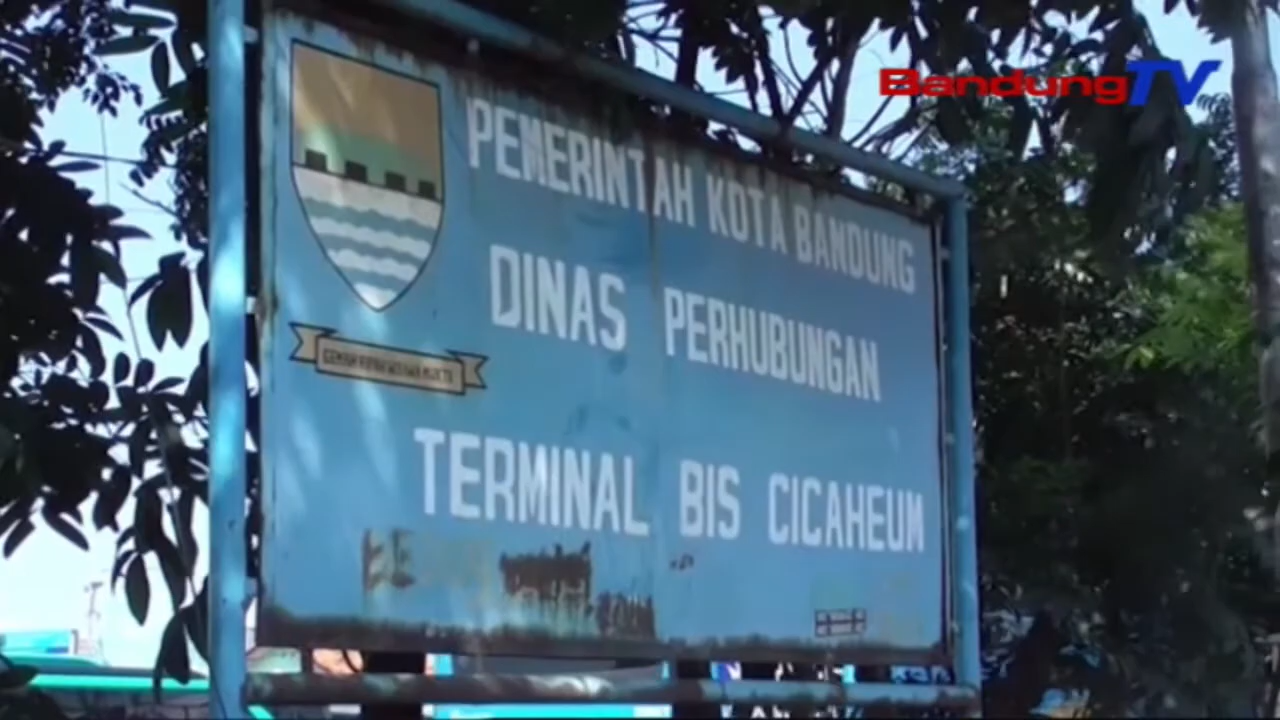 BandungTV
PEMERINTAH KOTA BANDUNG
DINAS PERHUBUNGAN
TERMINAL BIS CICAHEUM